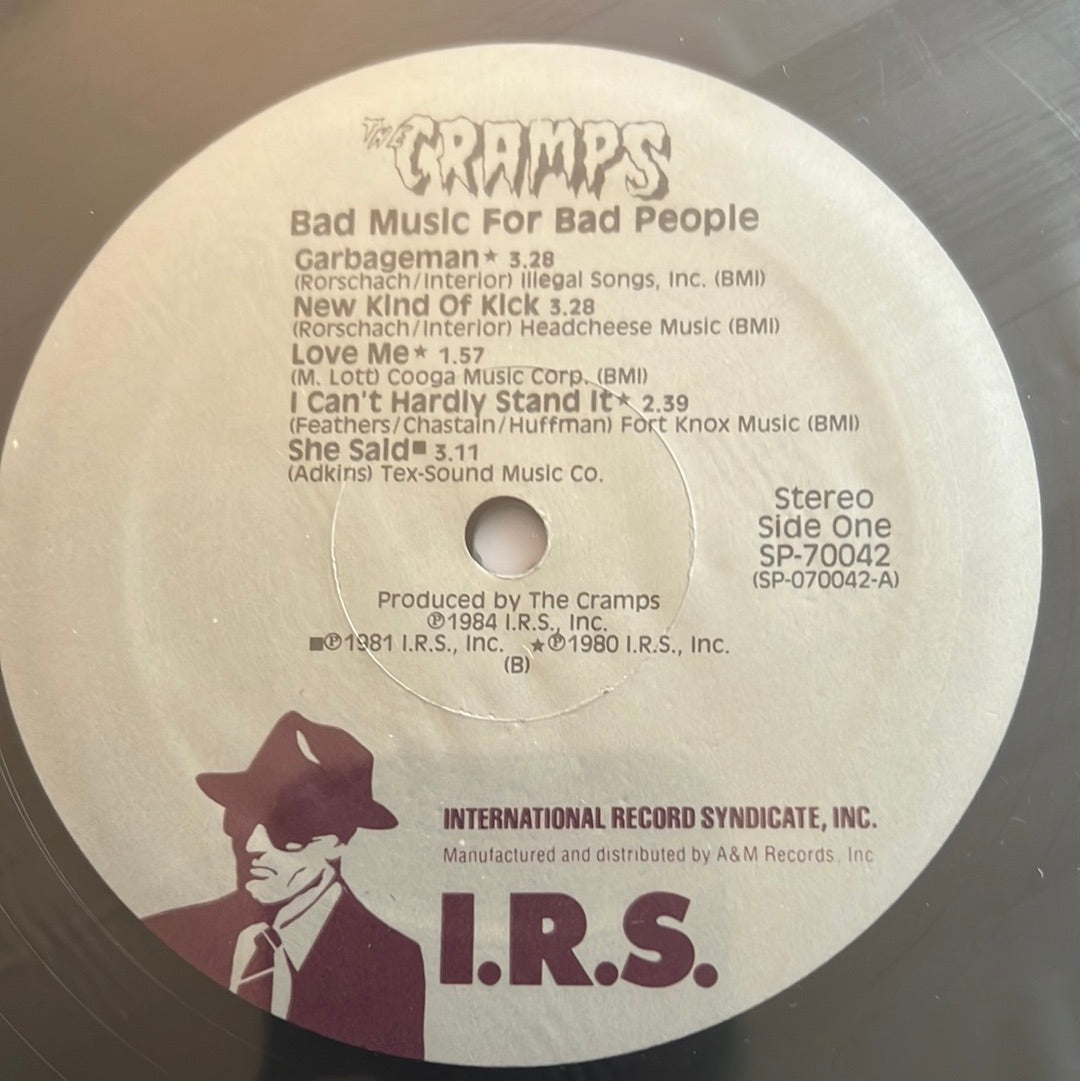 THE CRAMPS
Bad Music For Bad People
Garbageman★ 3.28
(Rorschach/Interior) Illegal Songs, Inc. (BMI)
New Kind Of Kick 3.28
(Rorschach/Interior) Headcheese Music (BMI)
Love Me★ 1.57
(M. Lott) Cooga Music Corp. (BMI)
I Can't Hardly Stand It★ 2.39
(Feathers/Chastain/Huffman) Fort Knox Music (BMI)
She Said■ 3.11
(Adkins) Tex-Sound Music Co.
Stereo
Side One
SP-70042
(SP-070042-A)
Produced by The Cramps
℗1984 I.R.S., Inc.
■℗1981 I.R.S., Inc. ★℗1980 I.R.S., Inc.
(B)
INTERNATIONAL RECORD SYNDICATE, INC.
Manufactured and distributed by A&M Records, Inc
I.R.S.